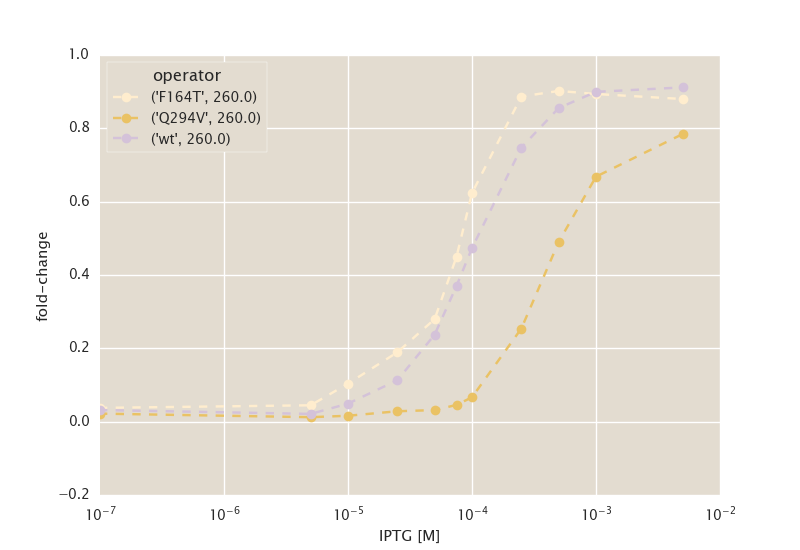 1.0
operator
('F164T', 260.0)
('Q294V', 260.0)
('wt', 260.0)
0.8
0.6
0.4
0.2
0.0
−0.2
fold−change
10⁻⁷ 10⁻⁶ 10⁻⁵ 10⁻⁴ 10⁻³ 10⁻²
IPTG [M]